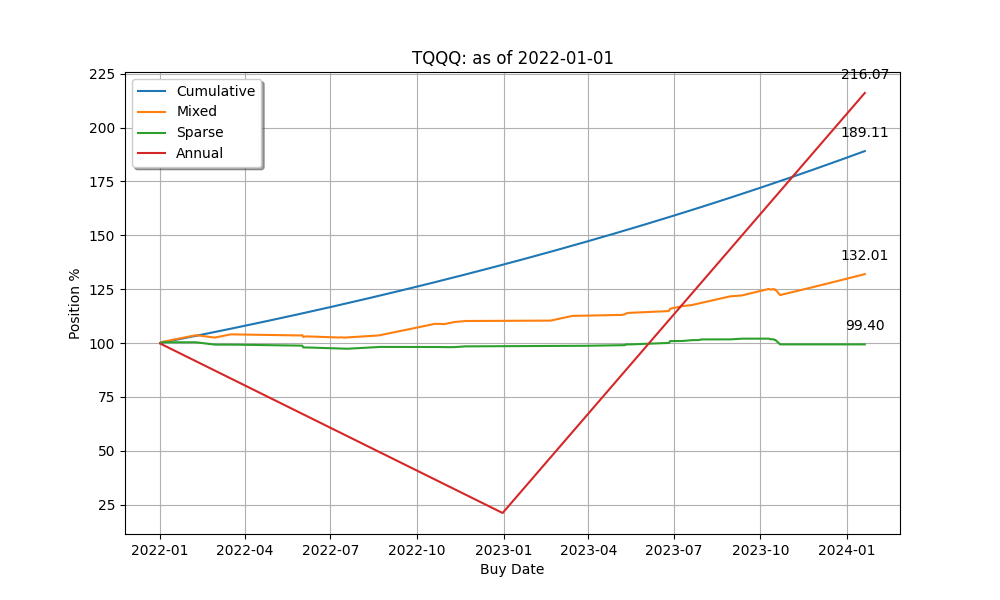 TQQQ: as of 2022-01-01
225
200
175
150
125
100
75
50
25
Position %
Cumulative
Mixed
Sparse
Annual
216.07
189.11
132.01
99.40
2022-01 2022-04 2022-07 2022-10 2023-01 2023-04 2023-07 2023-10 2024-01
Buy Date